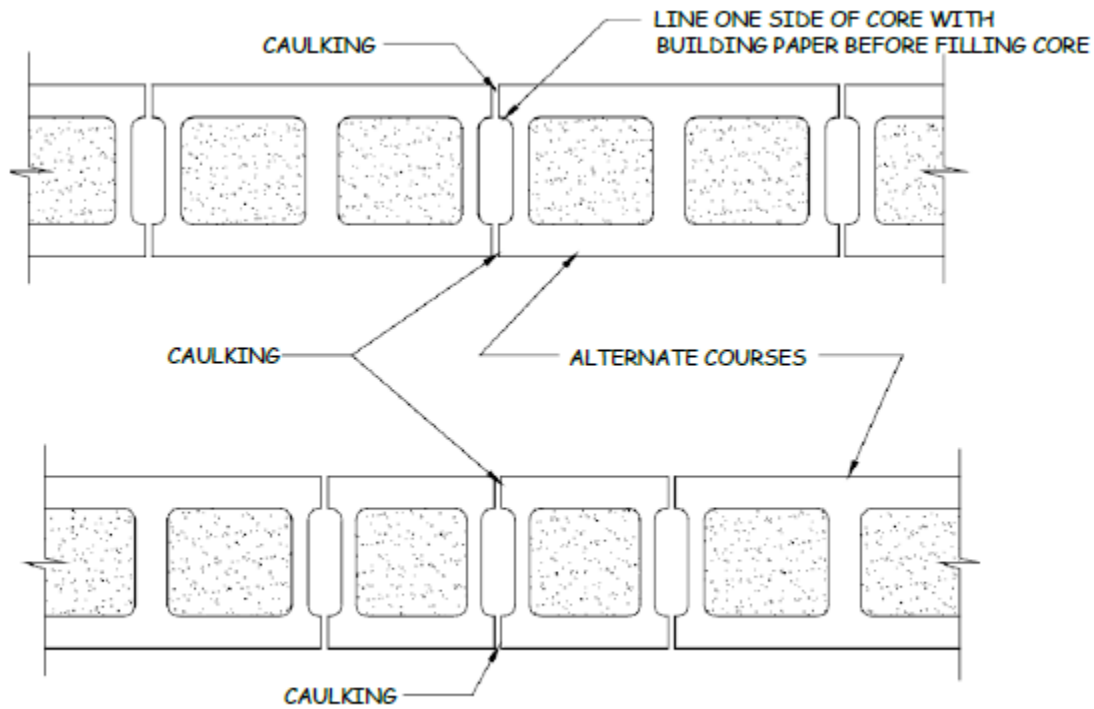 LINE ONE SIDE OF CORE WITH
BUILDING PAPER BEFORE FILLING CORE
CAULKING
CAULKING
ALTERNATE COURSES
CAULKING